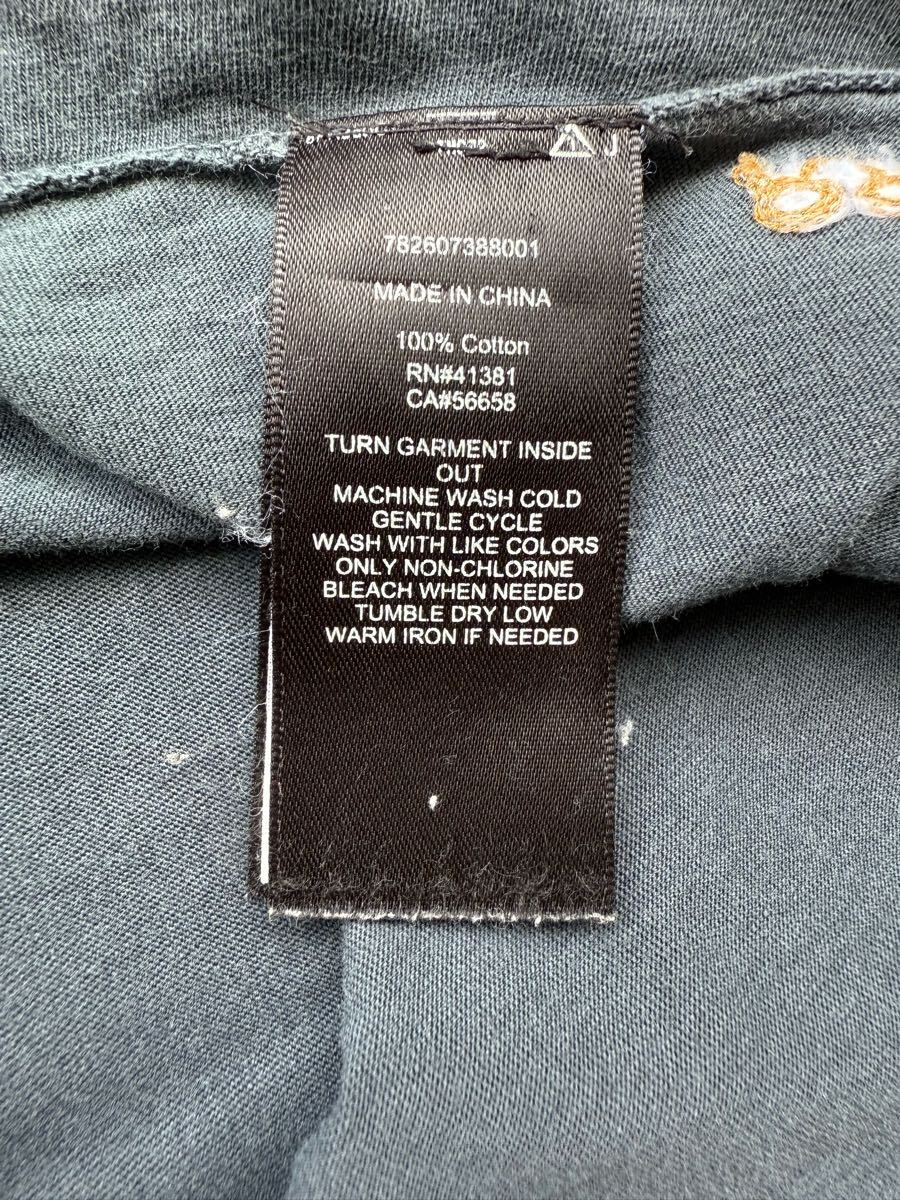 782607388001
MADE IN CHINA
100% Cotton
RN#41381
CA#56658
TURN GARMENT INSIDE
OUT
MACHINE WASH COLD
GENTLE CYCLE
WASH WITH LIKE COLORS
ONLY NON-CHLORINE
BLEACH WHEN NEEDED
TUMBLE DRY LOW
WARM IRON IF NEEDED